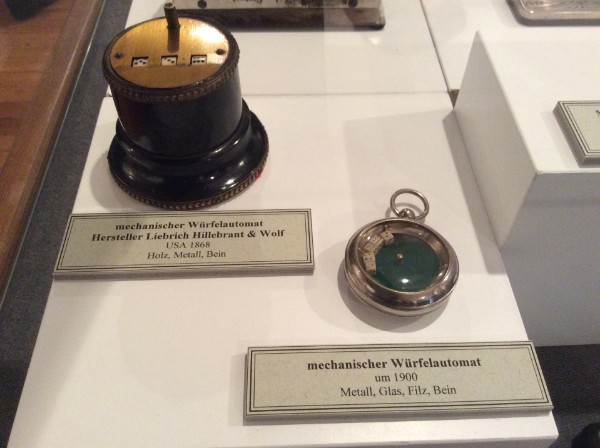 mechanischer Würfelautomat
Hersteller Liebrich Hillebrant & Wolf
USA 1868
Holz, Metall, Bein
mechanischer Würfelautomat
um 1900
Metall, Glas, Filz, Bein